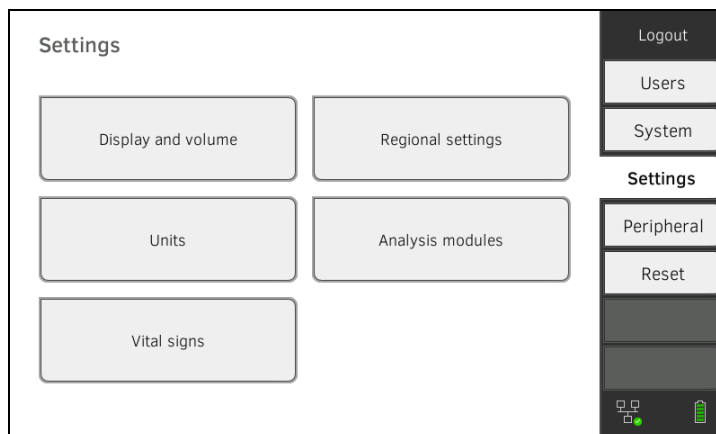 Settings
Display and volume
Regional settings
Units
Analysis modules
Vital signs
Logout
Users
System
Settings
Peripheral
Reset